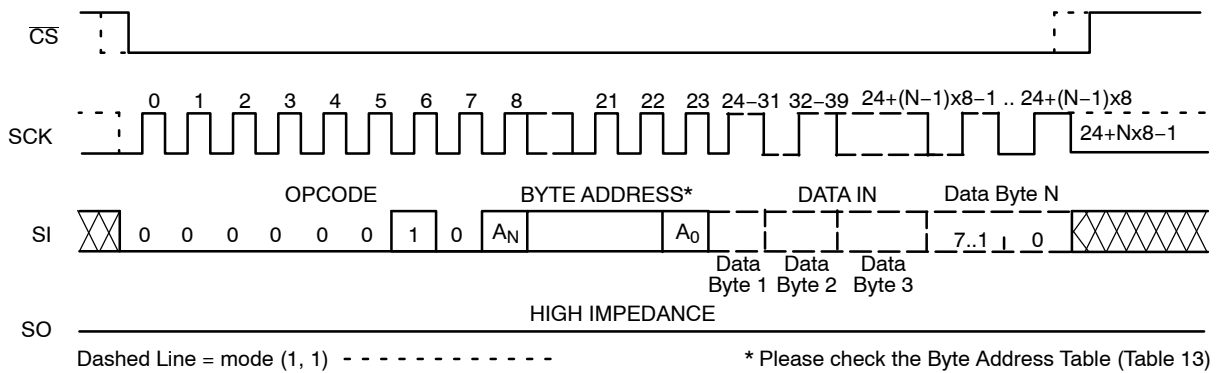 CS
0 1 2 3 4 5 6 7 8 21 22 23 24–31 32–39 24+(N–1)x8–1 .. 24+(N–1)x8
SCK
24+Nx8–1
OPCODE BYTE ADDRESS* DATA IN Data Byte N
SI
0 0 0 0 0 0 1 0 AN A0 7..1 0
Data Byte 1
Data Byte 2
Data Byte 3
HIGH IMPEDANCE
SO
Dashed Line = mode (1, 1)
* Please check the Byte Address Table (Table 13)